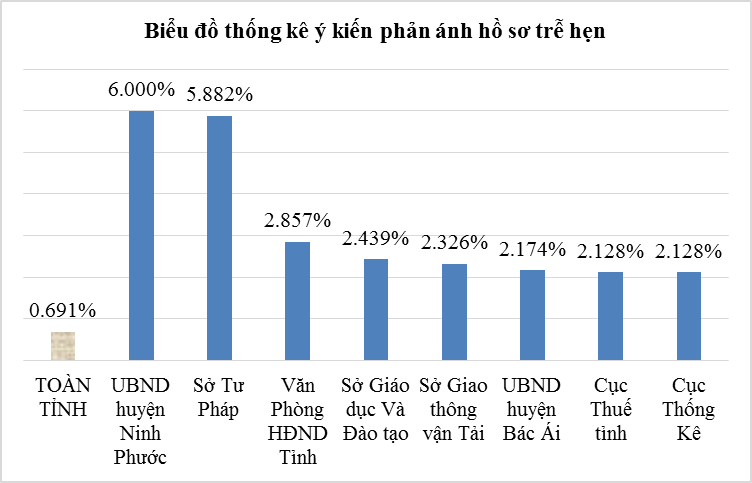 Biểu đồ thống kê ý kiến phản ánh hồ sơ trễ hẹn
6.000%
5.882%
2.857%
2.439%
2.326%
2.174%
2.128%
2.128%
0.691%
TOÀN
TỈNH
UBND
huyện
Ninh
Phước
Sở Tư
Pháp
Văn
Phòng
HĐND
Tỉnh
Sở Giáo
dục Và
Đào tạo
Sở Giao
thông
vận Tải
UBND
huyện
Bác Ái
Cục
Thuế
tỉnh
Cục
Thống
Kê